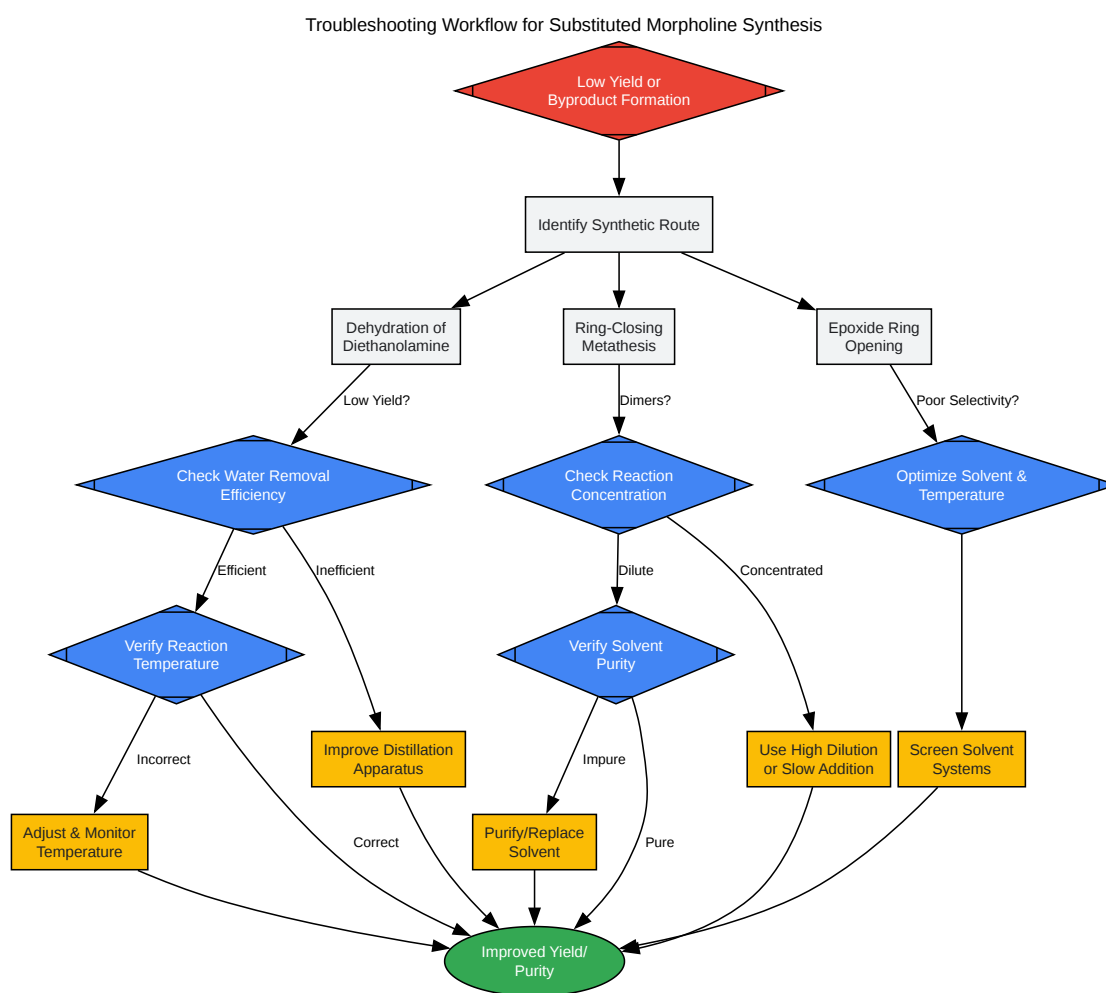 Troubleshooting Workflow for Substituted Morpholine Synthesis
Low Yield or
Byproduct Formation
Identify Synthetic Route
Dehydration of
Diethanolamine
Ring-Closing
Metathesis
Epoxide Ring
Opening
Low Yield?
Dimers?
Poor Selectivity?
Check Water Removal
Efficiency
Check Reaction
Concentration
Optimize Solvent &
Temperature
Efficient
Inefficient
Dilute
Concentrated
Verify Reaction
Temperature
Verify Solvent
Purity
Incorrect
Improve Distillation
Apparatus
Impure
Use High Dilution
or Slow Addition
Screen Solvent
Systems
Adjust & Monitor
Temperature
Correct
Purify/Replace
Solvent
Pure
Improved Yield/
Purity